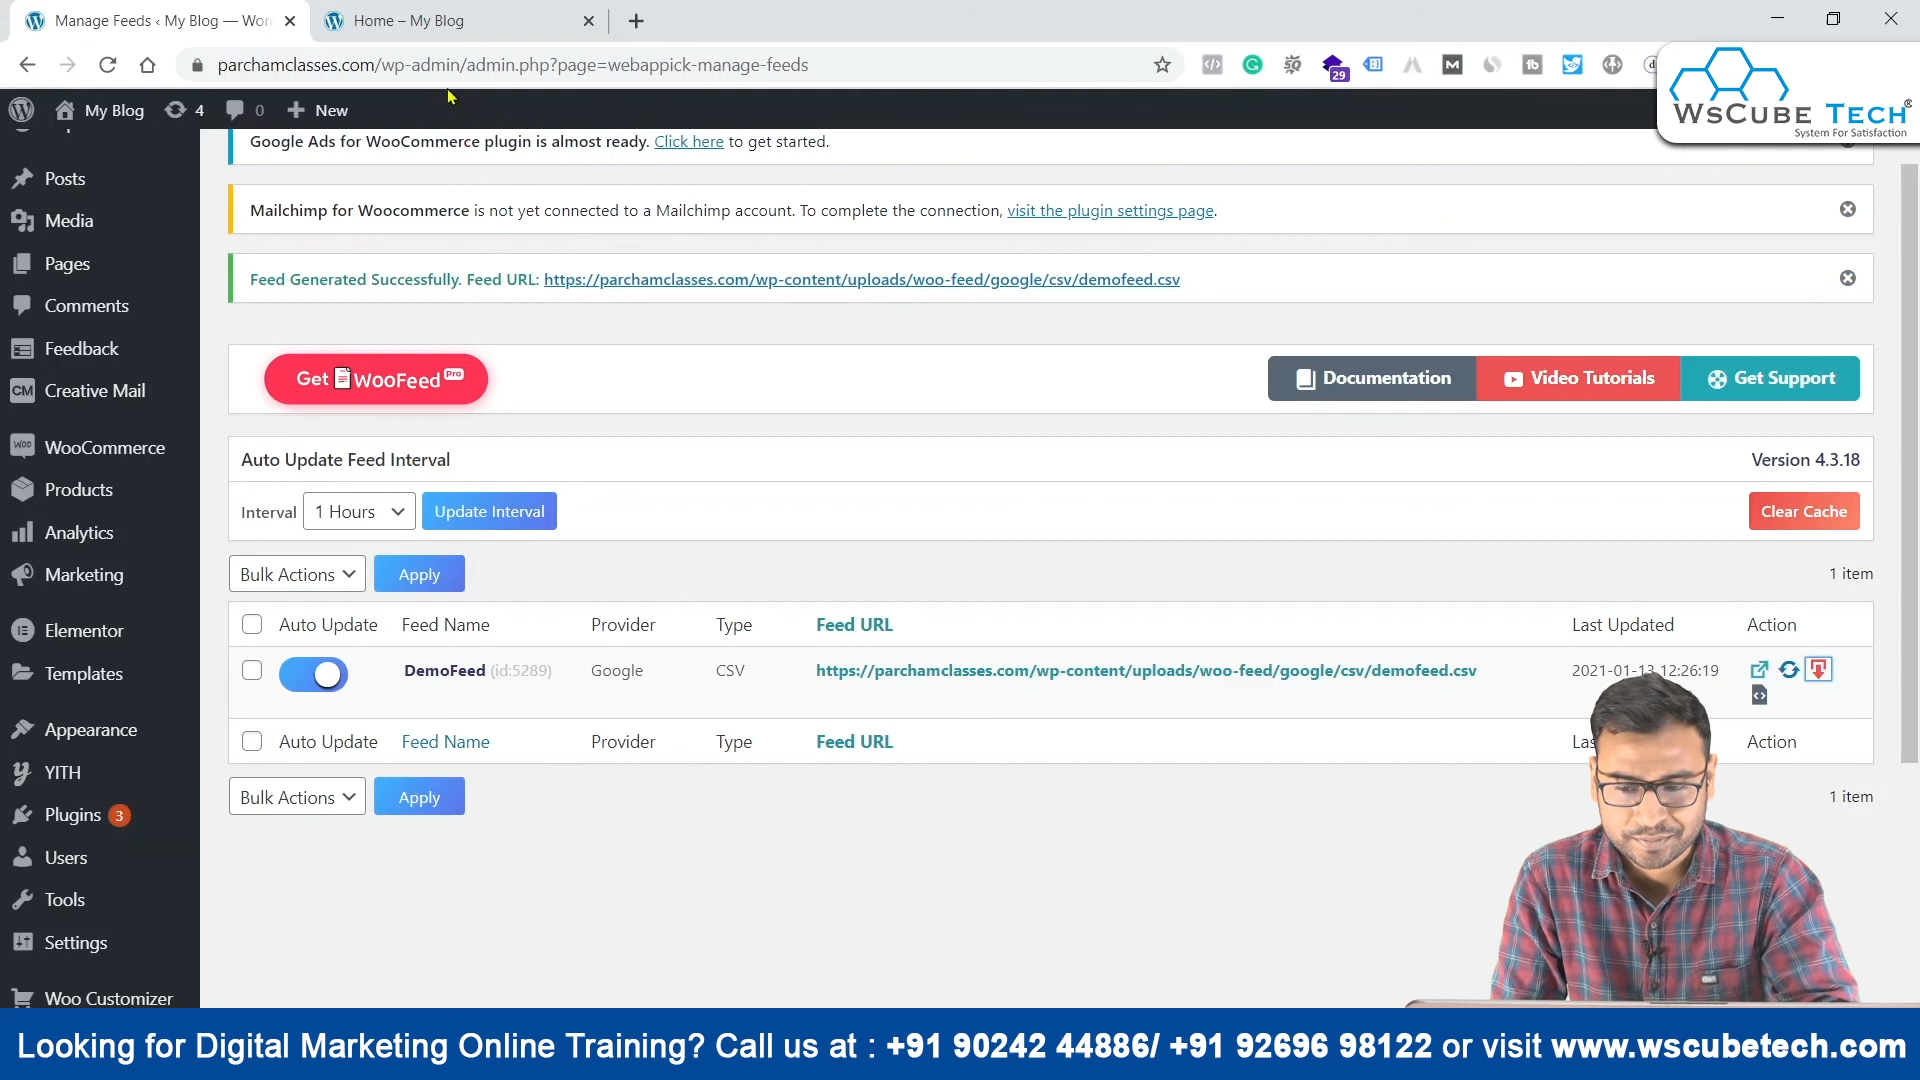 Manage Feeds ‹ My Blog — Wor
Home – My Blog
parchamclasses.com/wp-admin/admin.php?page=webappick-manage-feeds
29
My Blog
4
0
New
WSCUBE TECH®
System For Satisfaction
Google Ads for WooCommerce plugin is almost ready. Click here to get started.
Mailchimp for Woocommerce is not yet connected to a Mailchimp account. To complete the connection, visit the plugin settings page.
Feed Generated Successfully. Feed URL: https://parchamclasses.com/wp-content/uploads/woo-feed/google/csv/demofeed.csv
Posts
Media
Pages
Comments
Feedback
CM Creative Mail
WooCommerce
Products
Analytics
Marketing
Elementor
Templates
Appearance
YITH
Plugins 3
Users
Tools
Settings
Woo Customizer
Get WooFeed Pro
Documentation
Video Tutorials
Get Support
Auto Update Feed Interval
Version 4.3.18
Interval
1 Hours
Update Interval
Clear Cache
Bulk Actions
Apply
1 item
Auto Update Feed Name Provider Type Feed URL Last Updated Action
DemoFeed (id:5289) Google CSV https://parchamclasses.com/wp-content/uploads/woo-feed/google/csv/demofeed.csv 2021-01-13 12:26:19
Auto Update Feed Name Provider Type Feed URL Las Action
Bulk Actions
Apply
1 item
Looking for Digital Marketing Online Training? Call us at : +91 90242 44886/ +91 92696 98122 or visit www.wscubetech.com